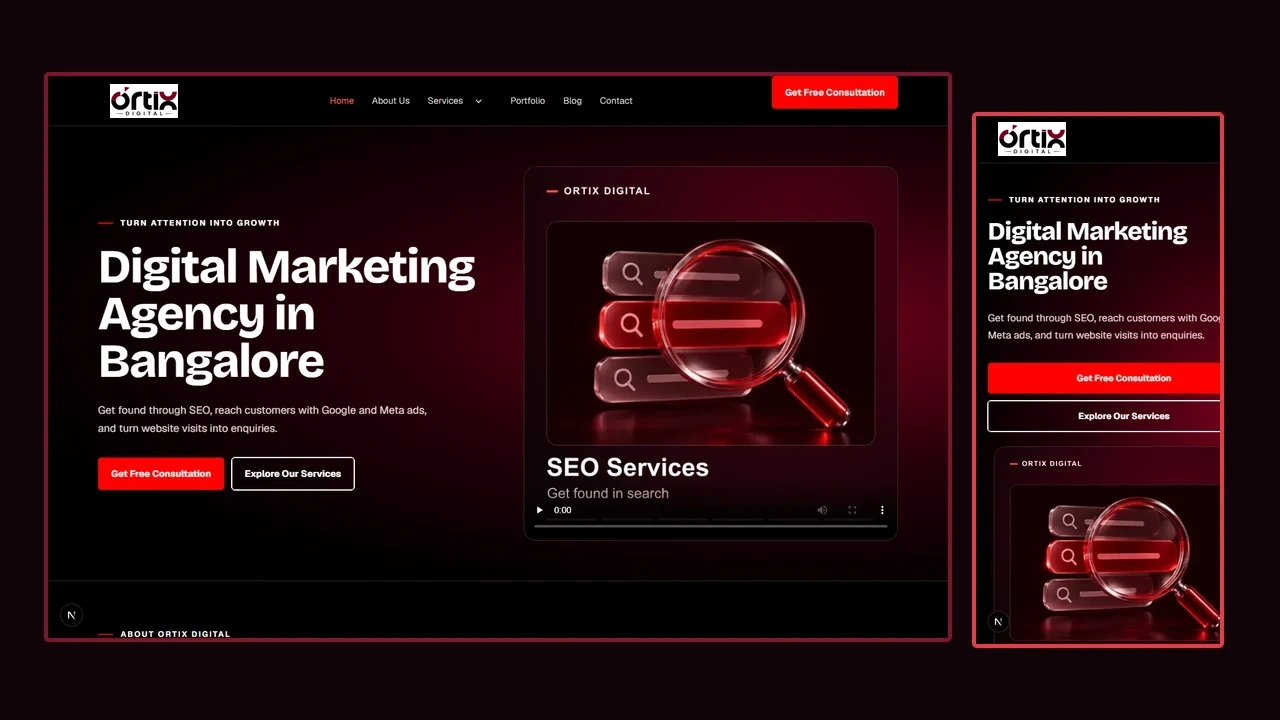 Ortix
DIGITAL
Home
About Us
Services
Portfolio
Blog
Contact
Get Free Consultation
TURN ATTENTION INTO GROWTH
Digital Marketing
Agency in
Bangalore
Get found through SEO, reach customers with Google and Meta ads,
and turn website visits into enquiries.
Get Free Consultation
Explore Our Services
ORTIX DIGITAL
SEO Services
Get found in search
0:00
N
ABOUT ORTIX DIGITAL
Ortix
DIGITAL
TURN ATTENTION INTO GROWTH
Digital Marketing
Agency in
Bangalore
Get found through SEO, reach customers with Goog
Meta ads, and turn website visits into enquiries.
Get Free Consultation
Explore Our Services
ORTIX DIGITAL
N